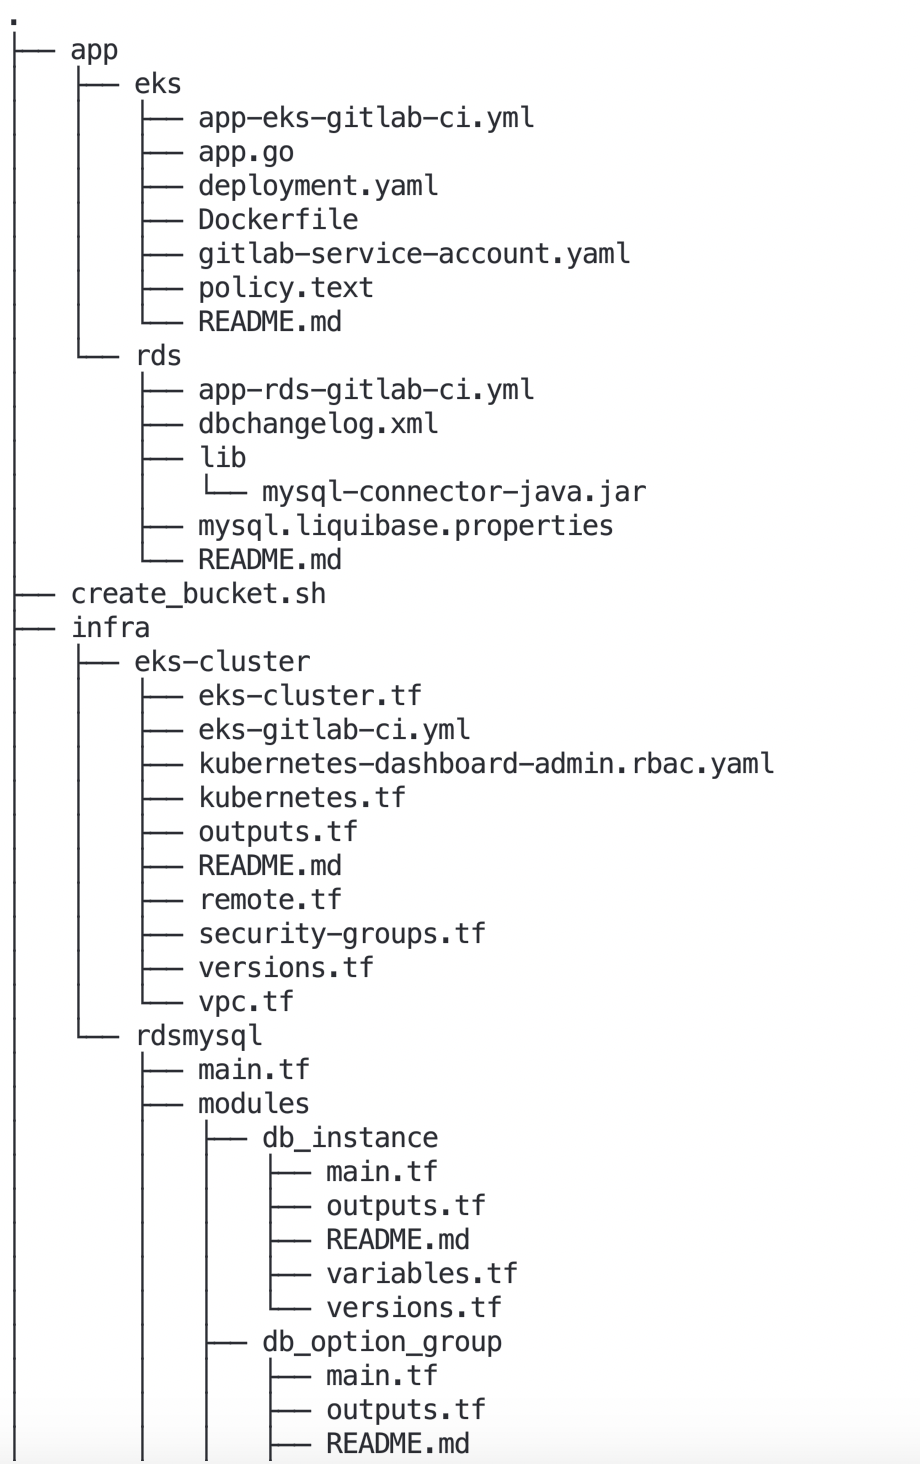 .
├── app
│   ├── eks
│   │   ├── app-eks-gitlab-ci.yml
│   │   ├── app.go
│   │   ├── deployment.yaml
│   │   ├── Dockerfile
│   │   ├── gitlab-service-account.yaml
│   │   ├── policy.text
│   │   └── README.md
│   └── rds
│       ├── app-rds-gitlab-ci.yml
│       ├── dbchangelog.xml
│       ├── lib
│       │   └── mysql-connector-java.jar
│       ├── mysql.liquibase.properties
│       └── README.md
├── create_bucket.sh
├── infra
│   ├── eks-cluster
│   │   ├── eks-cluster.tf
│   │   ├── eks-gitlab-ci.yml
│   │   ├── kubernetes-dashboard-admin.rbac.yaml
│   │   ├── kubernetes.tf
│   │   ├── outputs.tf
│   │   ├── README.md
│   │   ├── remote.tf
│   │   ├── security-groups.tf
│   │   ├── versions.tf
│   │   └── vpc.tf
│   └── rdsmysql
│       ├── main.tf
│       ├── modules
│       │   ├── db_instance
│       │   │   ├── main.tf
│       │   │   ├── outputs.tf
│       │   │   ├── README.md
│       │   │   ├── variables.tf
│       │   │   └── versions.tf
│       │   ├── db_option_group
│       │   │   ├── main.tf
│       │   │   ├── outputs.tf
│       │   │   ├── README.md